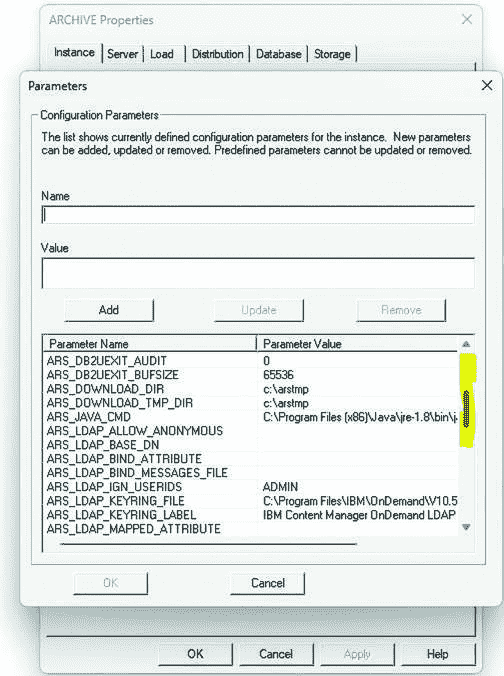 ARCHIVE Properties
Instance Server Load Distribution Database Storage
Parameters
Configuration Parameters
The list shows currently defined configuration parameters for the instance. New parameters
can be added, updated or removed. Predefined parameters cannot be updated or removed.
Name
Value
Add Update Remove
Parameter Name Parameter Value
ARS_DB2UEXIT_AUDIT 0
ARS_DB2UEXIT_BUFSIZE 65536
ARS_DOWNLOAD_DIR c:\arstmp
ARS_DOWNLOAD_TMP_DIR c:\arstmp
ARS_JAVA_CMD C:\Program Files (x86)\Java\jre-1.8\bin\j
ARS_LDAP_ALLOW_ANONYMOUS
ARS_LDAP_BASE_DN
ARS_LDAP_BIND_ATTRIBUTE
ARS_LDAP_BIND_MESSAGES_FILE
ARS_LDAP_IGN_USERIDS ADMIN
ARS_LDAP_KEYRING_FILE C:\Program Files\IBM\OnDemand\V10.5
ARS_LDAP_KEYRING_LABEL IBM Content Manager OnDemand LDAP
ARS_LDAP_MAPPED_ATTRIBUTE
OK Cancel
OK Cancel Apply Help